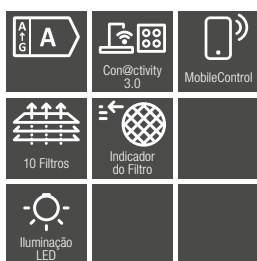 A
↑
G
A
Con@ctivity
3.0
MobileControl
10 Filtros
Indicador
do Filtro
Iluminação
LED